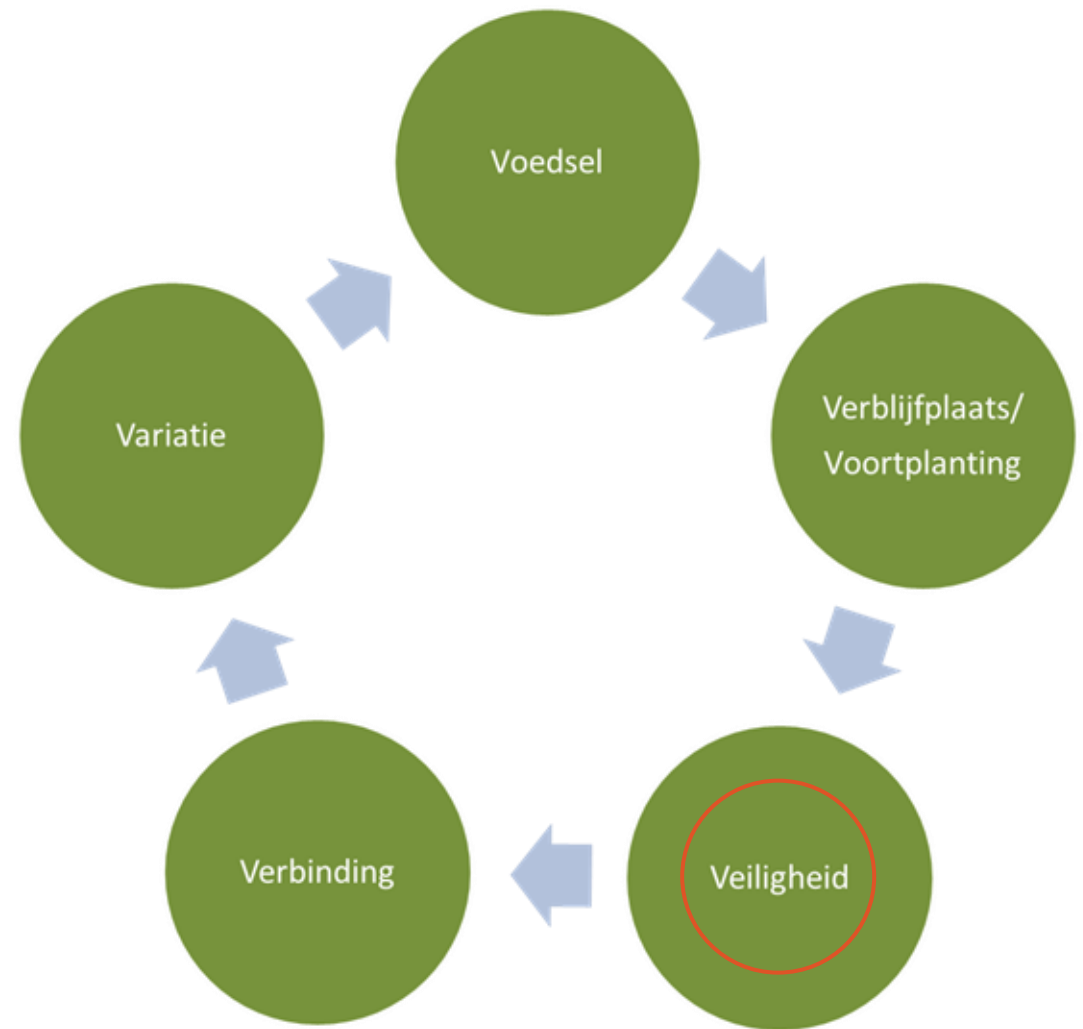 Voedsel
Verblijfplaats/
Voortplanting
Veiligheid
Verbinding
Variatie